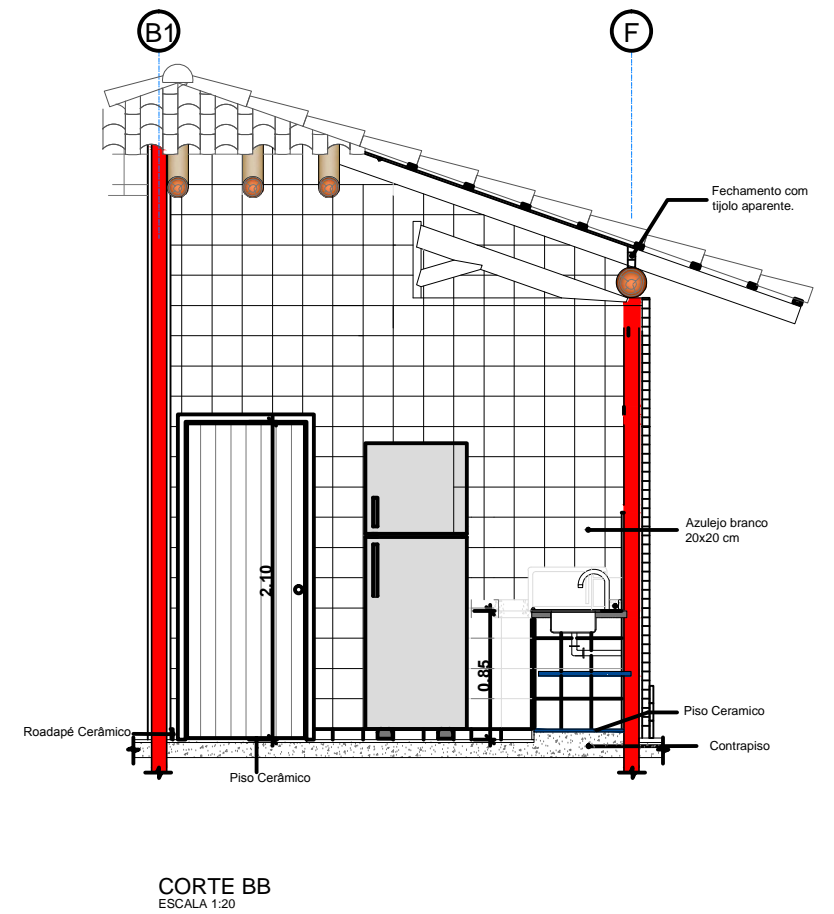 B1
F
Fechamento com
tijolo aparente.
Azulejo branco
20x20 cm
2.10
0.85
Piso Ceramico
Roadapé Cerâmico
Contrapiso
Piso Cerâmico
CORTE BB
ESCALA 1:20